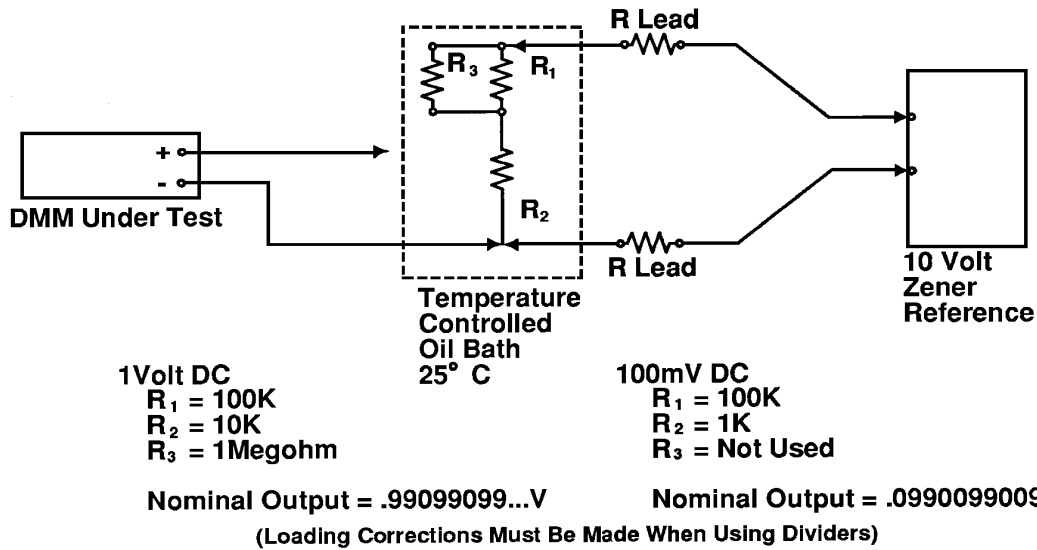 R Lead
R₃
R₁
+
-
DMM Under Test
R₂
R Lead
10 Volt
Zener
Reference
Temperature
Controlled
Oil Bath
25° C
1Volt DC
R₁ = 100K
R₂ = 10K
R₃ = 1Megohm
Nominal Output = .99099099...V
100mV DC
R₁ = 100K
R₂ = 1K
R₃ = Not Used
Nominal Output = .0990099009
(Loading Corrections Must Be Made When Using Dividers)